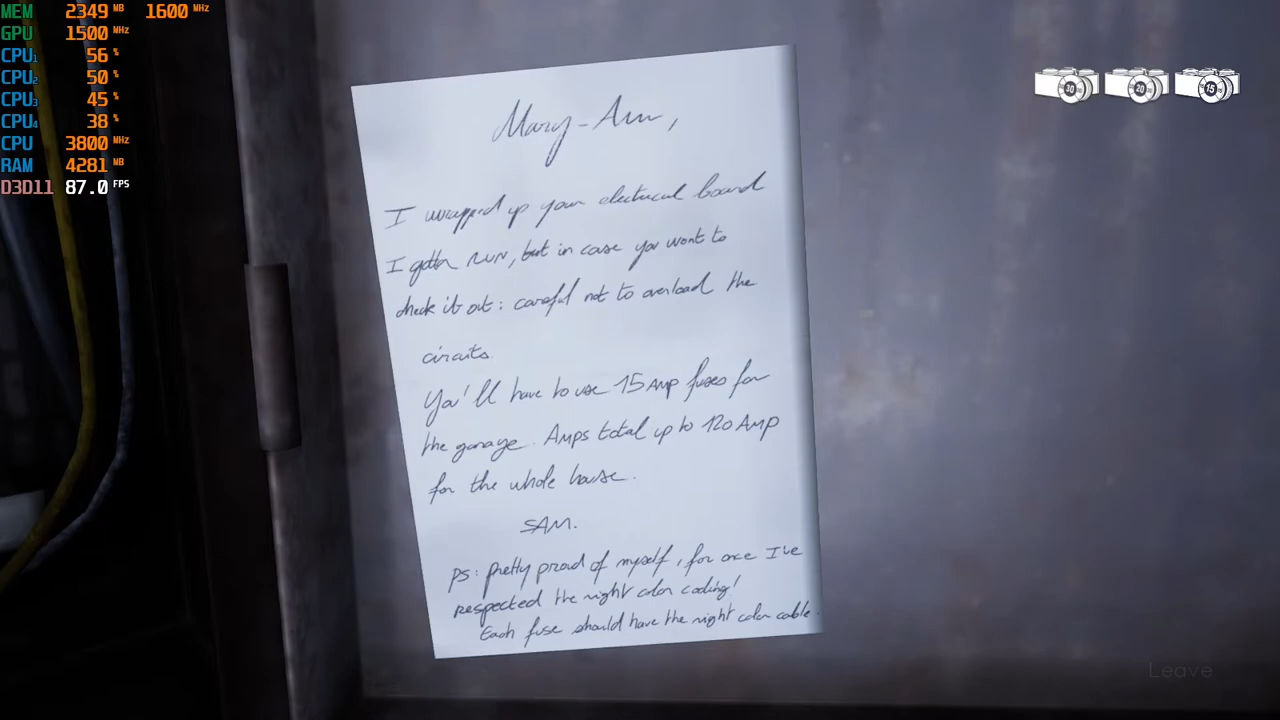 MEM 2349 MB 1600 MHz
GPU 1500 MHz
CPU1 56 %
CPU2 50 %
CPU3 45 %
CPU4 38 %
CPU 3800 MHz
RAM 4281 MB
D3D11 87.0 FPS
30 20 15
Mary-Ann,
I wrapped up your electrical board
I gotta RUN, but in case you want to
check it out: careful not to overload the
circuits.
You'll have to use 15 AMP fuses for
the garage. Amps total up to 120 AMP
for the whole house.
SAM.
PS: pretty proud of myself, for once I've
respected the right color coding!
Each fuse should have the right color cable.
Leave